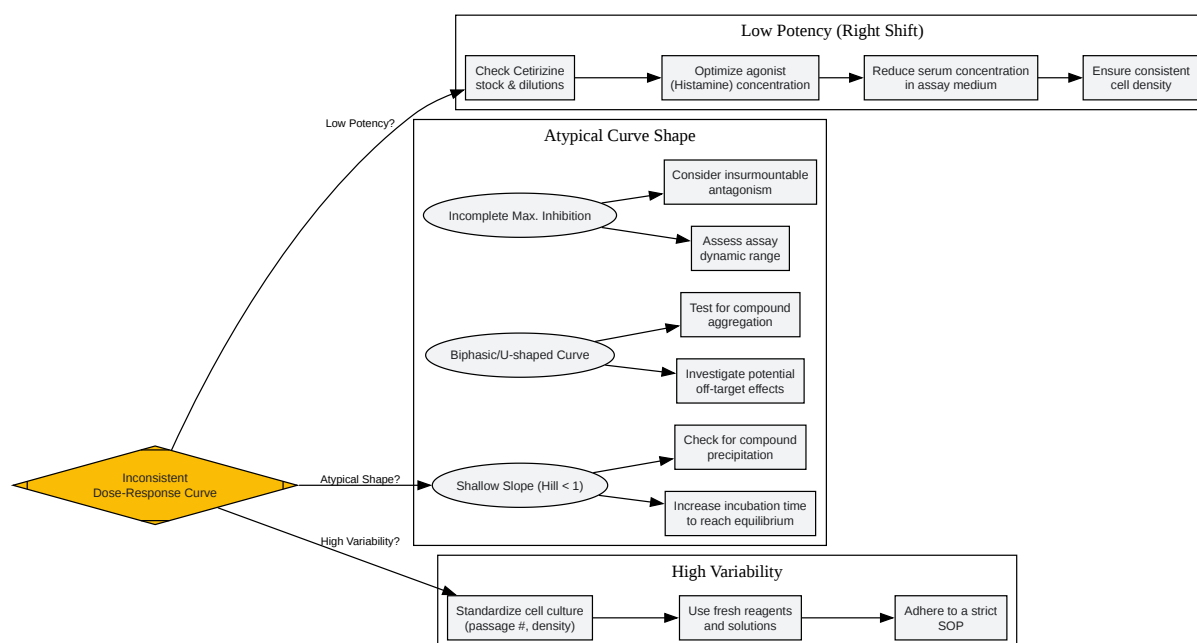 Low Potency (Right Shift)
Check Cetirizine
stock & dilutions
Optimize agonist
(Histamine) concentration
Reduce serum concentration
in assay medium
Ensure consistent
cell density
Low Potency?
Atypical Curve Shape
Incomplete Max. Inhibition
Consider insurmountable
antagonism
Assess assay
dynamic range
Biphasic/U-shaped Curve
Test for compound
aggregation
Investigate potential
off-target effects
Shallow Slope (Hill < 1)
Check for compound
precipitation
Increase incubation time
to reach equilibrium
Inconsistent
Dose-Response Curve
Atypical Shape?
High Variability?
High Variability
Standardize cell culture
(passage #, density)
Use fresh reagents
and solutions
Adhere to a strict
SOP